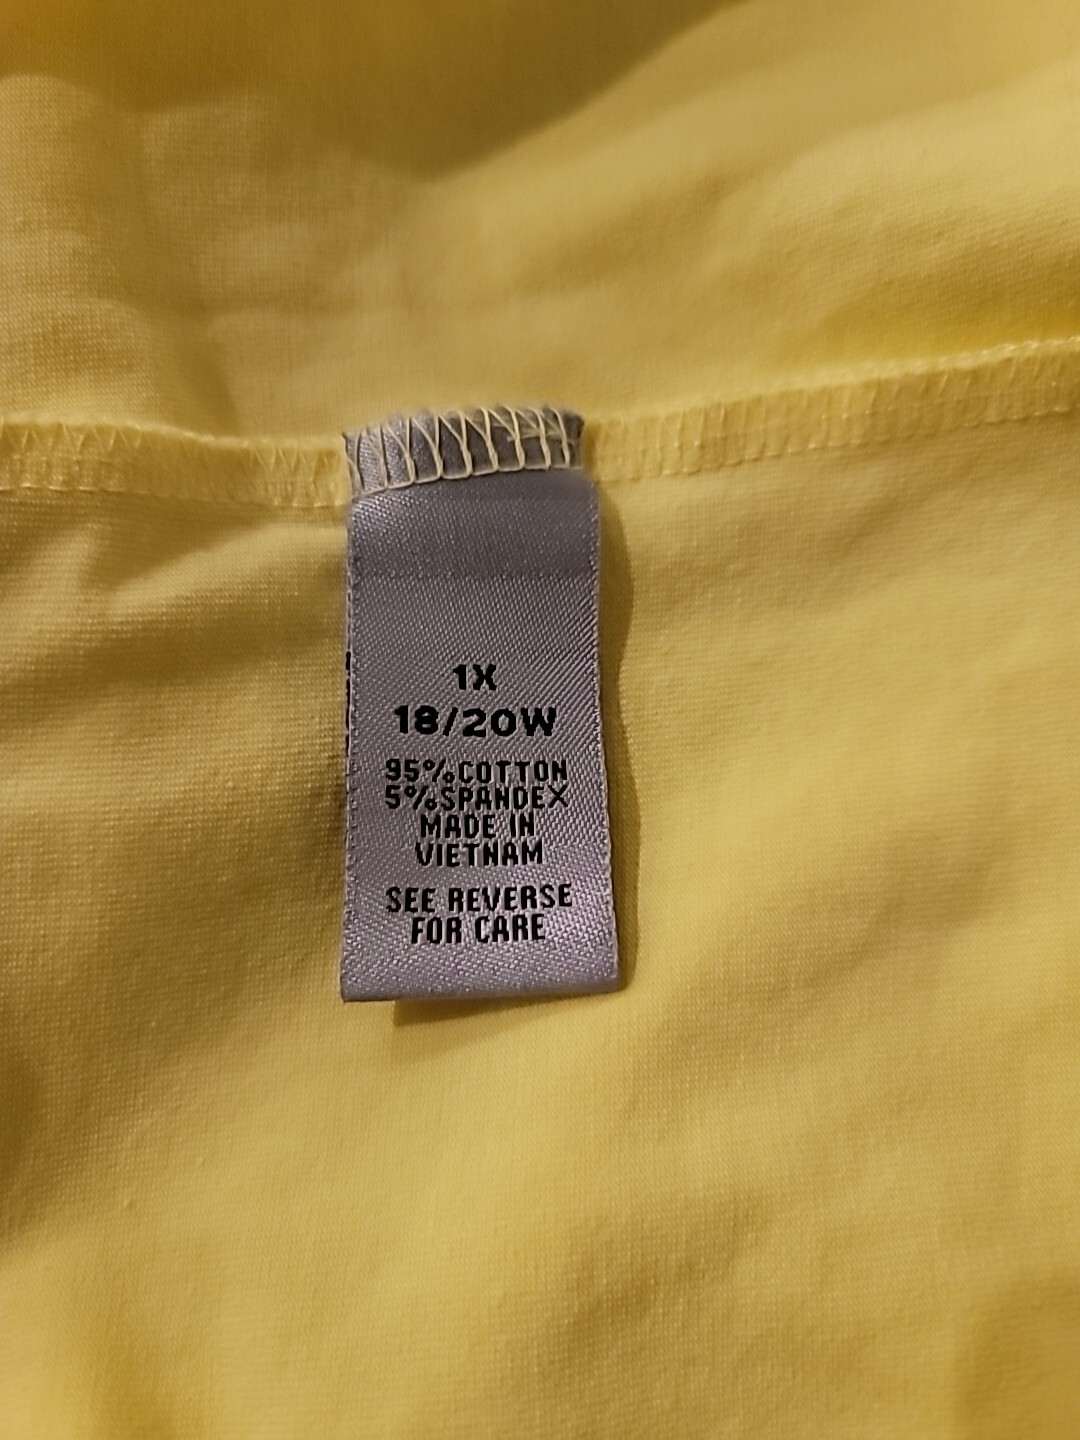 1X
18/20W
95%COTTON
5%SPANDEX
MADE IN
VIETNAM
SEE REVERSE
FOR CARE